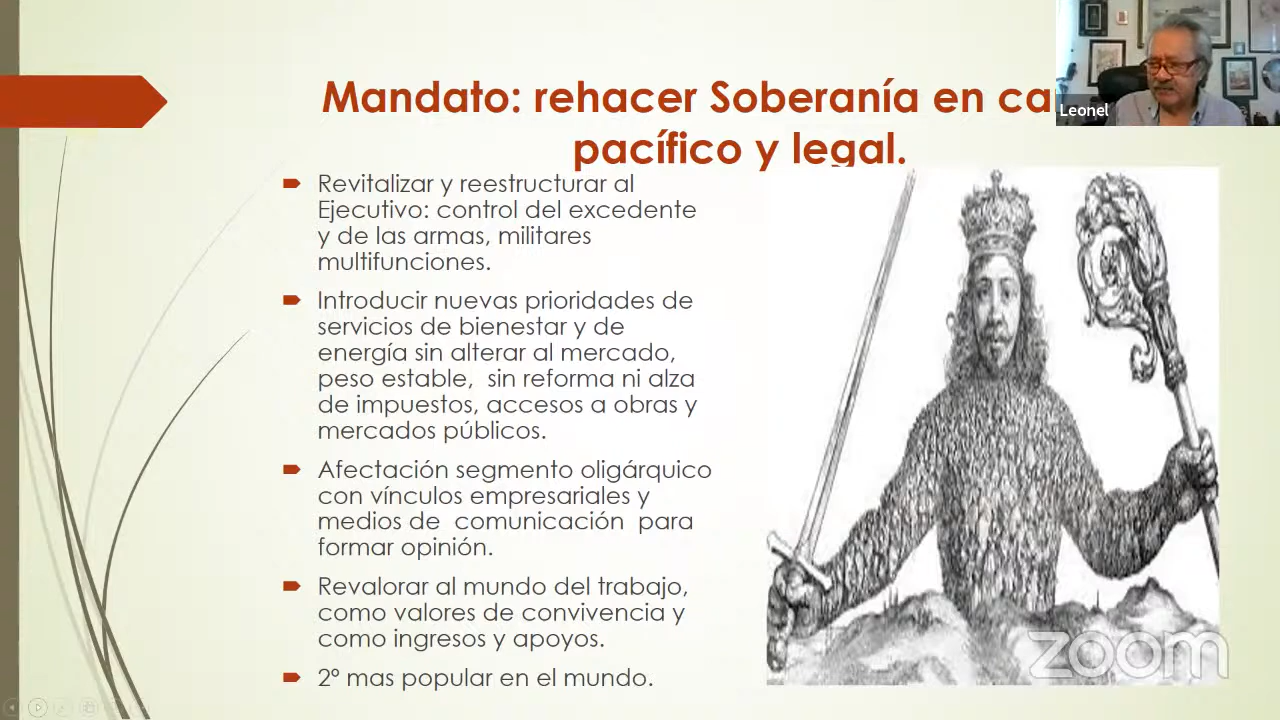 Mandato: rehacer Soberanía en ca
pacífico y legal.
Leonel
Revitalizar y reestructurar al
Ejecutivo: control del excedente
y de las armas, militares
multifunciones.
Introducir nuevas prioridades de
servicios de bienestar y de
energía sin alterar al mercado,
peso estable,  sin reforma ni alza
de impuestos, accesos a obras y
mercados públicos.
Afectación segmento oligárquico
con vínculos empresariales y
medios de  comunicación  para
formar opinión.
Revalorar al mundo del trabajo,
como valores de convivencia y
como ingresos y apoyos.
2º mas popular en el mundo.
zoom